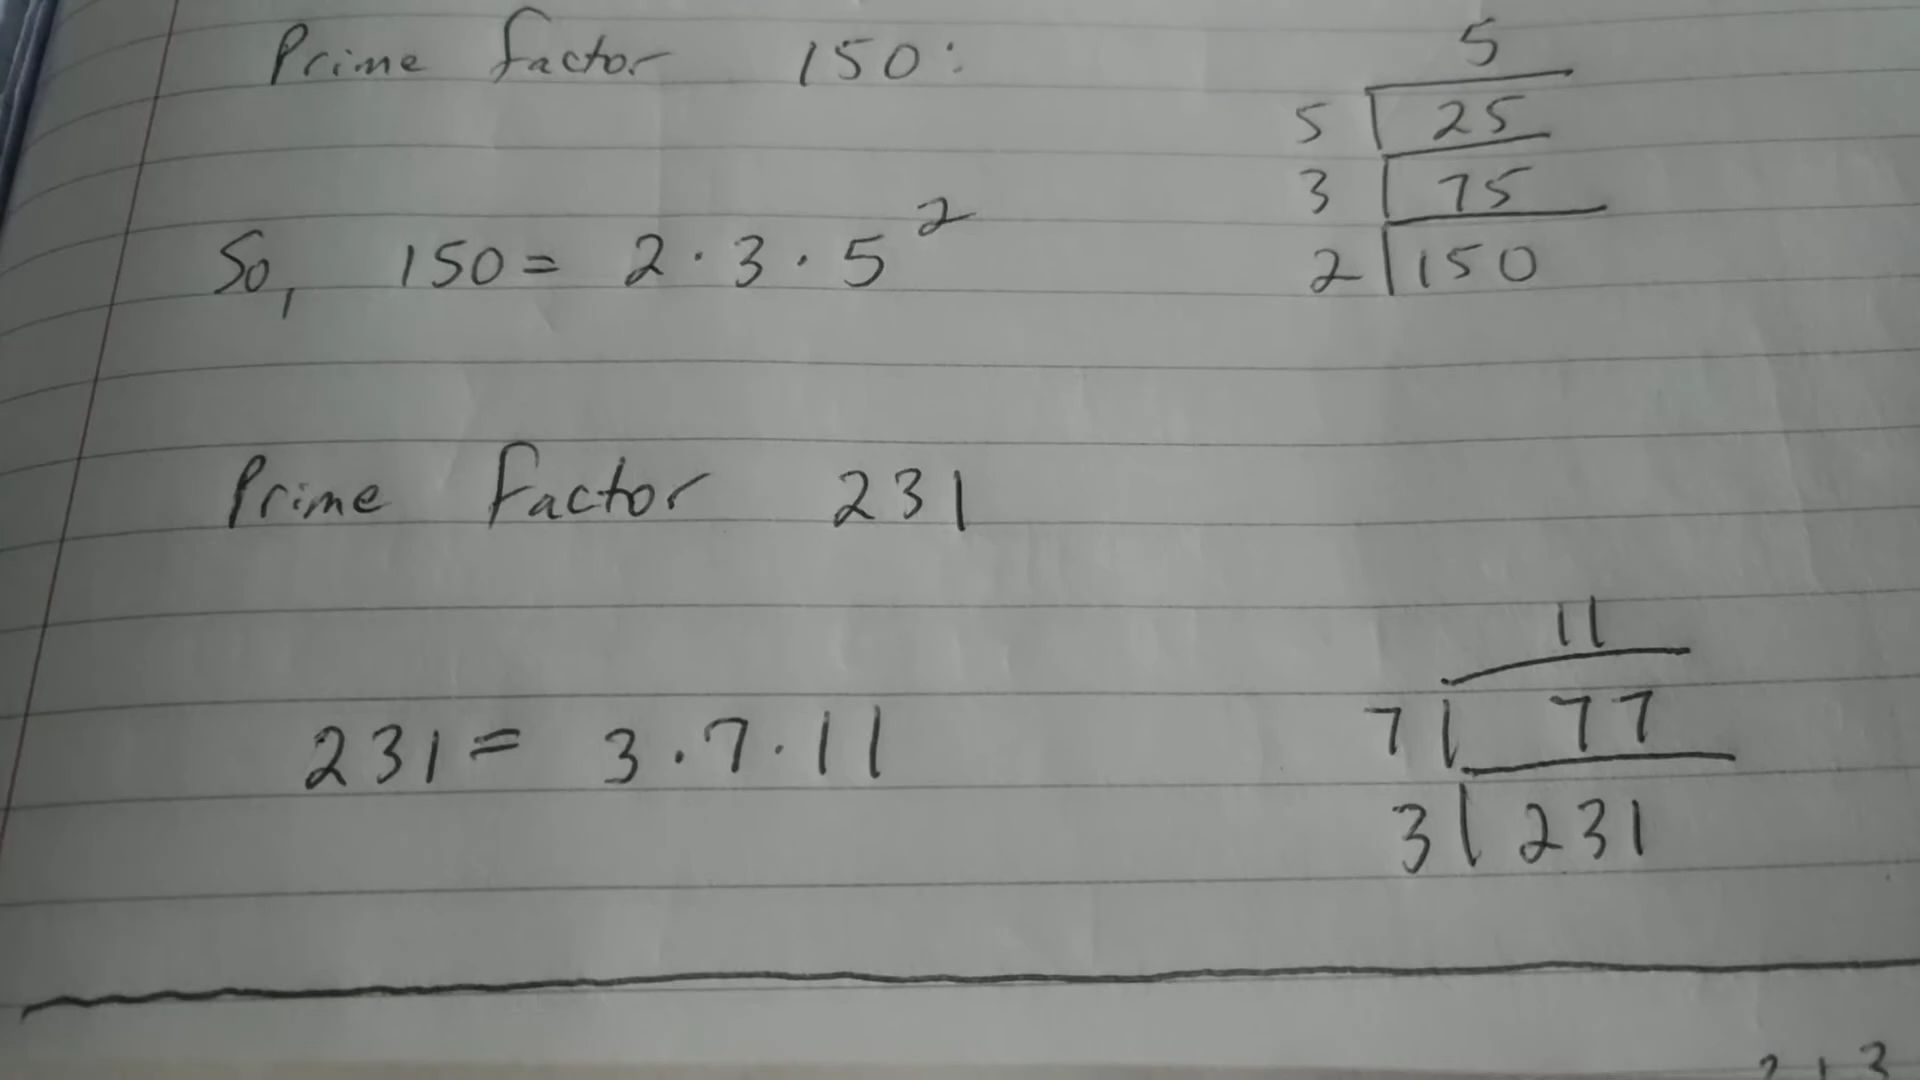 Prime factor 150:
5
5 25
3 75
2 150
So, 150 = 2 · 3 · 5²
Prime Factor 231
11
7 77
3 231
231 = 3 · 7 · 11